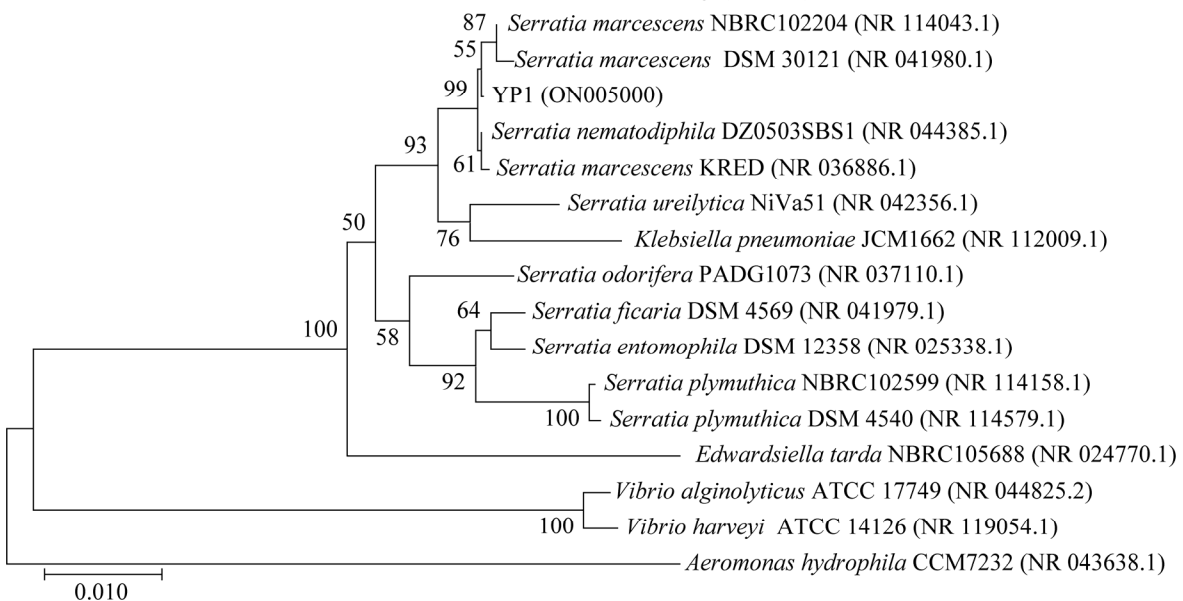 87 Serratia marcescens NBRC102204 (NR 114043.1)
55 Serratia marcescens DSM 30121 (NR 041980.1)
99 YP1 (ON005000)
Serratia nematodiphila DZ0503SBS1 (NR 044385.1)
93
61 Serratia marcescens KRED (NR 036886.1)
Serratia ureilytica NiVa51 (NR 042356.1)
50
76 Klebsiella pneumoniae JCM1662 (NR 112009.1)
Serratia odorifera PADG1073 (NR 037110.1)
64 Serratia ficaria DSM 4569 (NR 041979.1)
100
58
Serratia entomophila DSM 12358 (NR 025338.1)
92 Serratia plymuthica NBRC102599 (NR 114158.1)
100 Serratia plymuthica DSM 4540 (NR 114579.1)
Edwardsiella tarda NBRC105688 (NR 024770.1)
Vibrio alginolyticus ATCC 17749 (NR 044825.2)
100 Vibrio harveyi ATCC 14126 (NR 119054.1)
Aeromonas hydrophila CCM7232 (NR 043638.1)
0.010